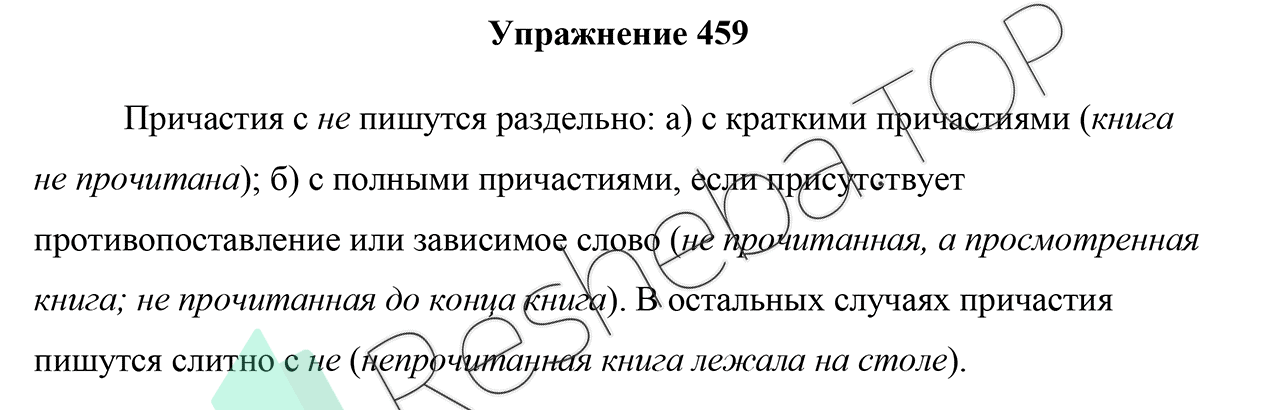 Упражнение 459
Причастия с не пишутся раздельно: а) с краткими причастиями (книга
не прочитана); б) с полными причастиями, если присутствует
противопоставление или зависимое слово (не прочитанная, а просмотренная
книга; не прочитанная до конца книга). В остальных случаях причастия
пишутся слитно с не (непрочитанная книга лежала на столе).
Resheba.TOP